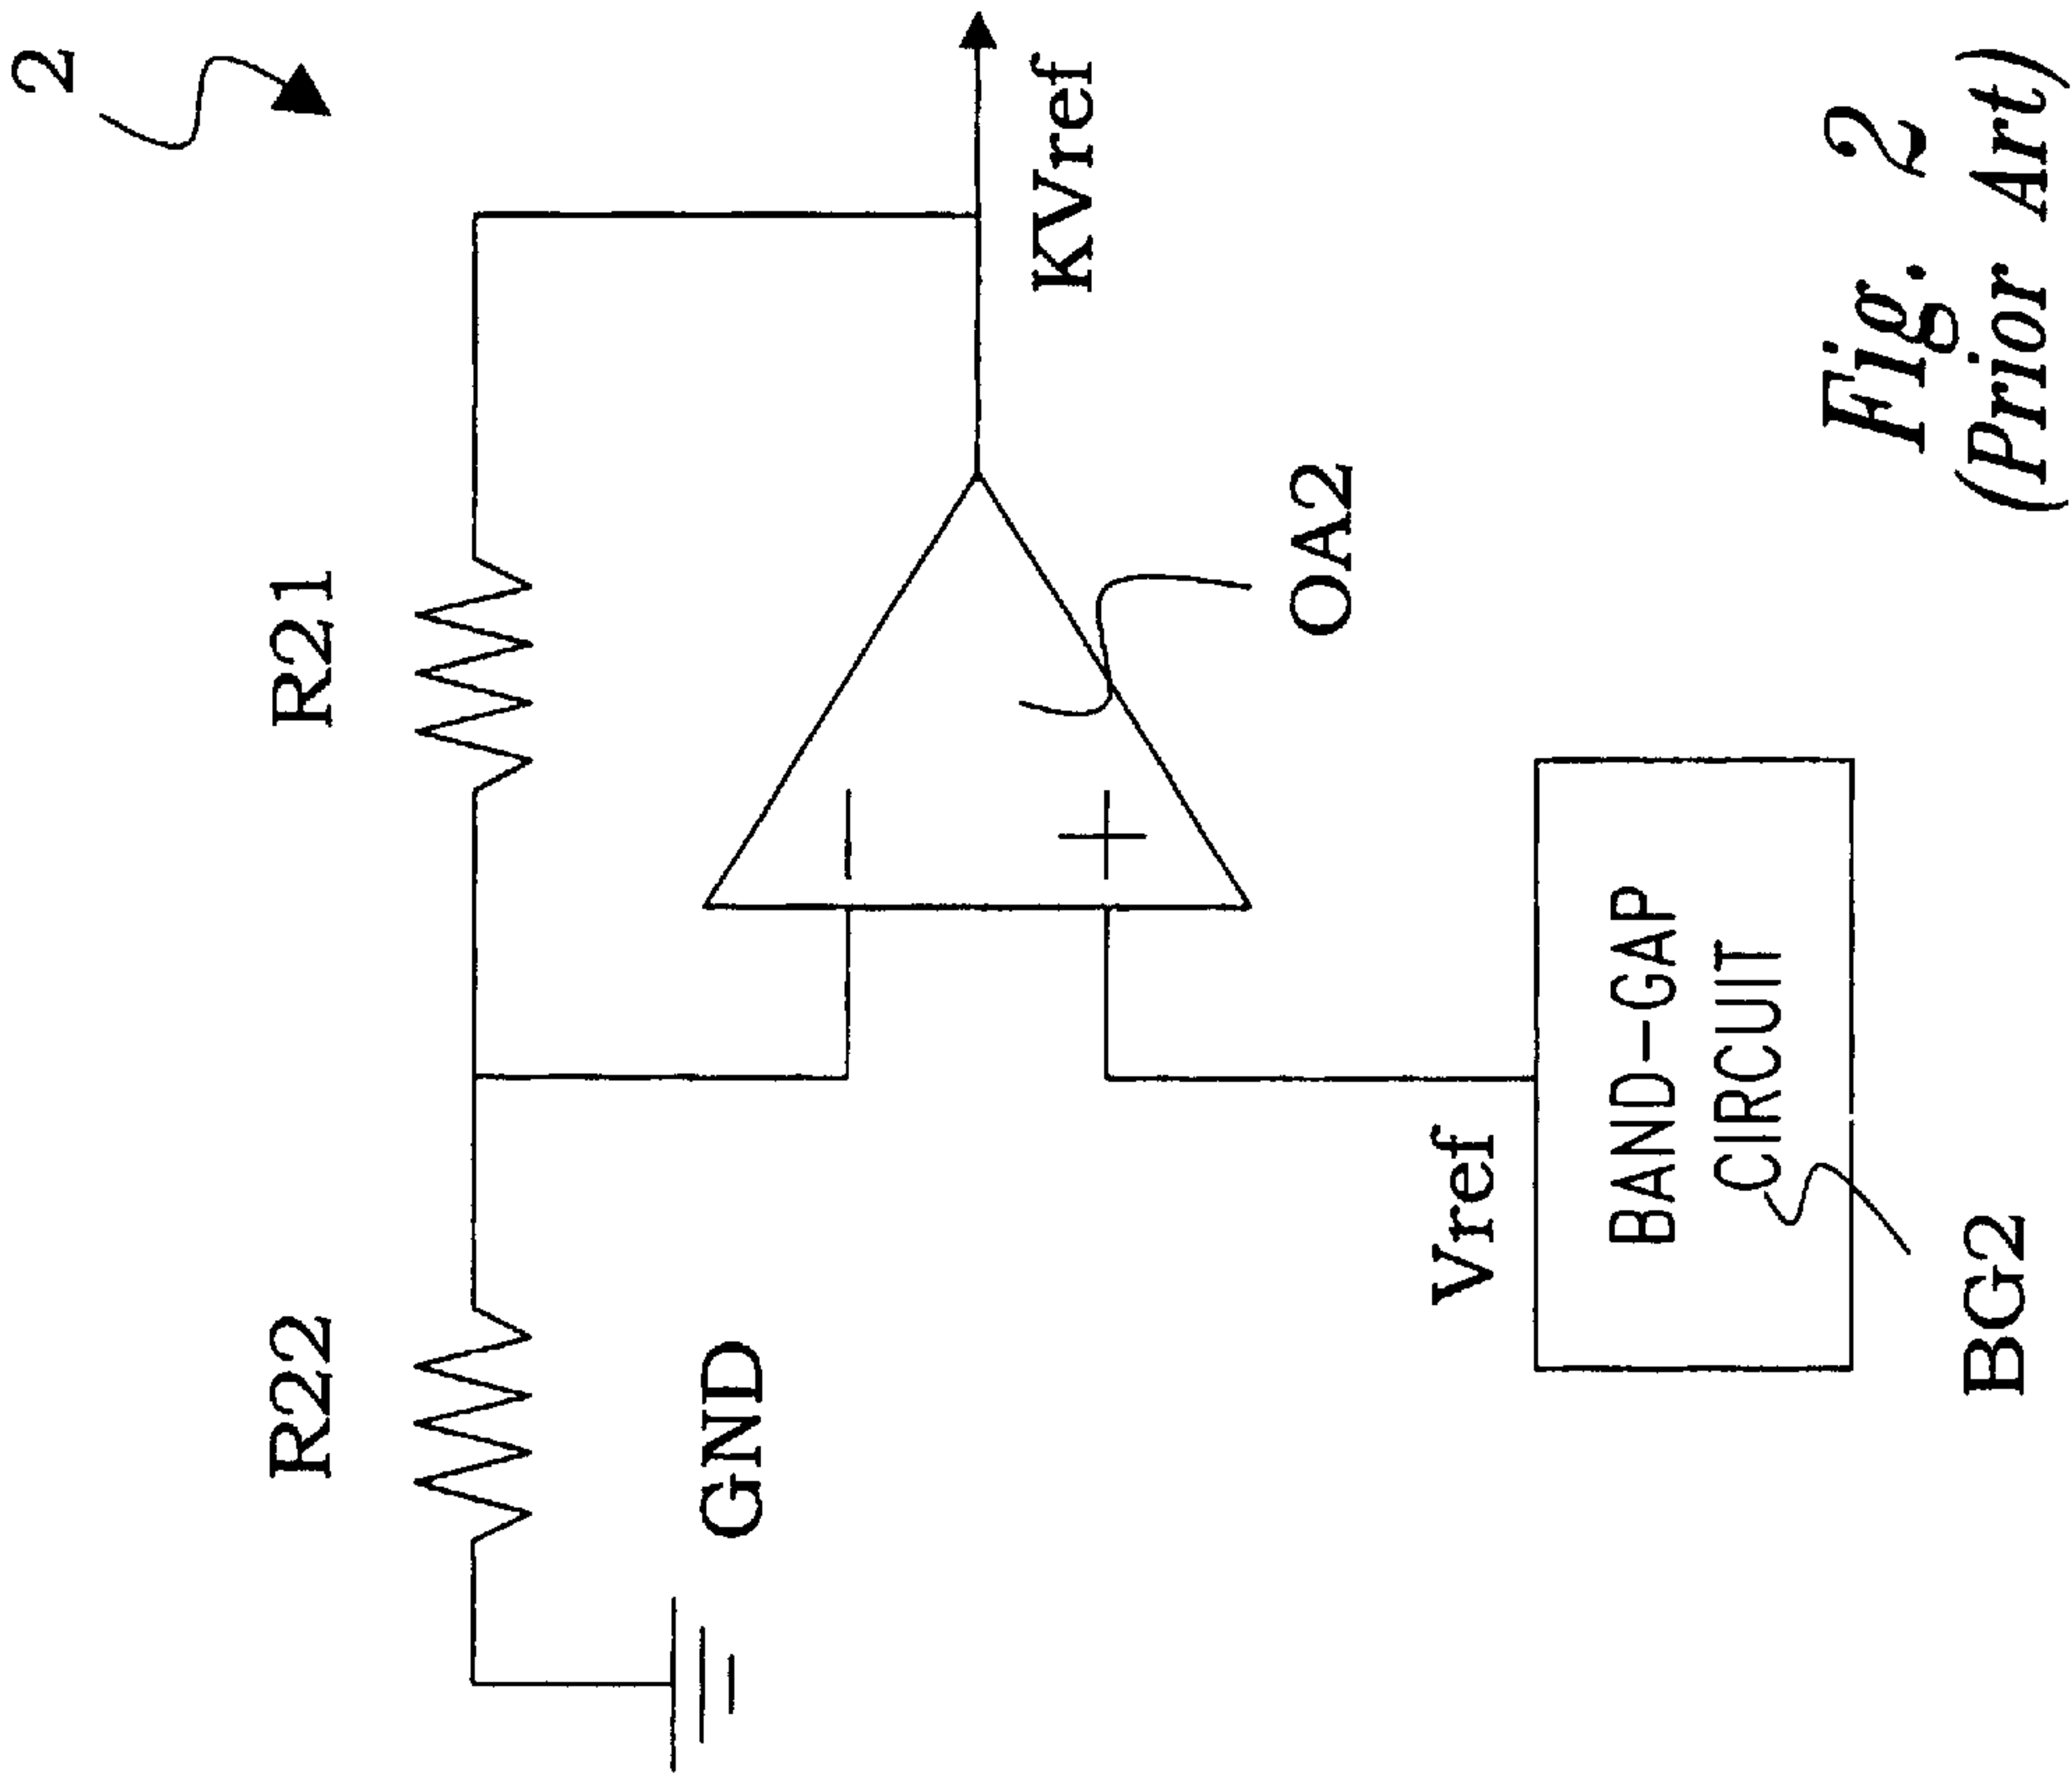 2
R22
R21
GND
KVref
OA2
Vref
BAND-GAP
CIRCUIT
BG2
Fig. 2
(Prior Art)